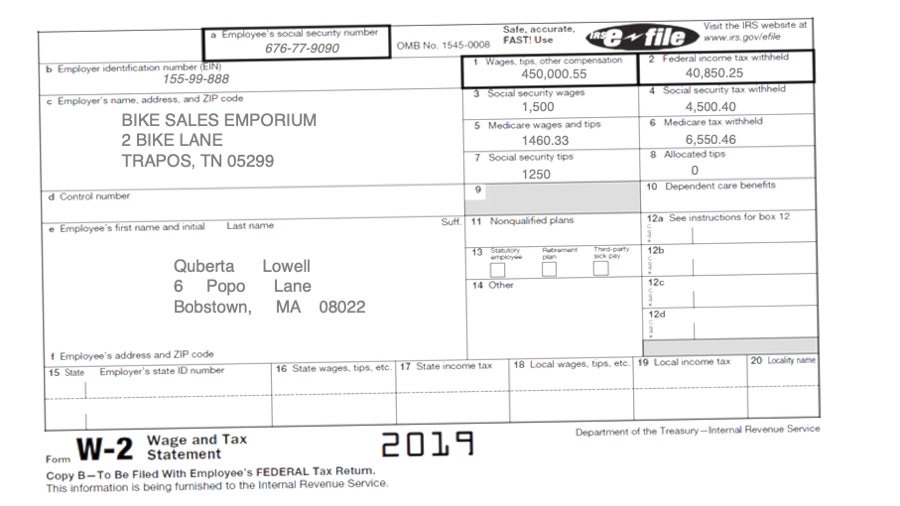 a Employee's social security number
676-77-9090
OMB No. 1545-0008
Safe, accurate,
FAST! Use
IRS e-file
Visit the IRS website at
www.irs.gov/efile
b Employer identification number (EIN)
155-99-888
1 Wages, tips, other compensation
450,000.55
2 Federal income tax withheld
40,850.25
c Employer's name, address, and ZIP code
BIKE SALES EMPORIUM
2 BIKE LANE
TRAPOS, TN 05299
3 Social security wages
1,500
4 Social security tax withheld
4,500.40
5 Medicare wages and tips
1460.33
6 Medicare tax withheld
6,550.46
7 Social security tips
1250
8 Allocated tips
0
d Control number
9
10 Dependent care benefits
e Employee's first name and initial Last name Suff.
Quberta Lowell
6 Popo Lane
Bobstown, MA 08022
11 Nonqualified plans
12a See instructions for box 12
Code
13 Statutory employee Retirement plan Third-party sick pay
12b
Code
14 Other
12c
Code
12d
Code
f Employee's address and ZIP code
15 State Employer's state ID number
16 State wages, tips, etc.
17 State income tax
18 Local wages, tips, etc.
19 Local income tax
20 Locality name
Form W-2 Wage and Tax
Statement
2019
Department of the Treasury—Internal Revenue Service
Copy B—To Be Filed With Employee's FEDERAL Tax Return.
This information is being furnished to the Internal Revenue Service.